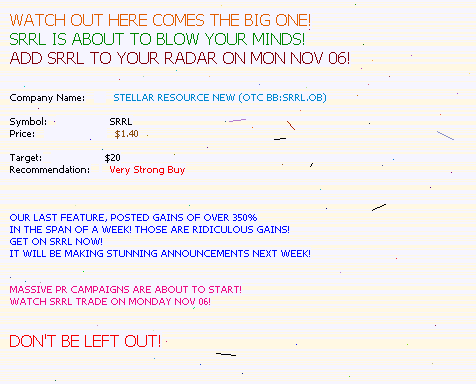 WATCH OUT HERE COMES THE BIG ONE!
SRRL IS ABOUT TO BLOW YOUR MINDS!
ADD SRRL TO YOUR RADAR ON MON NOV 06!
Company Name: STELLAR RESOURCE NEW (OTC BB:SRRL.OB)
Symbol: SRRL
Price: $1.40
Target: $20
Recommendation: Very Strong Buy
OUR LAST FEATURE, POSTED GAINS OF OVER 350%
IN THE SPAN OF A WEEK! THOSE ARE RIDICULOUS GAINS!
GET ON SRRL NOW!
IT WILL BE MAKING STUNNING ANNOUNCEMENTS NEXT WEEK!
MASSIVE PR CAMPAIGNS ARE ABOUT TO START!
WATCH SRRL TRADE ON MONDAY NOV 06!
DON'T BE LEFT OUT!